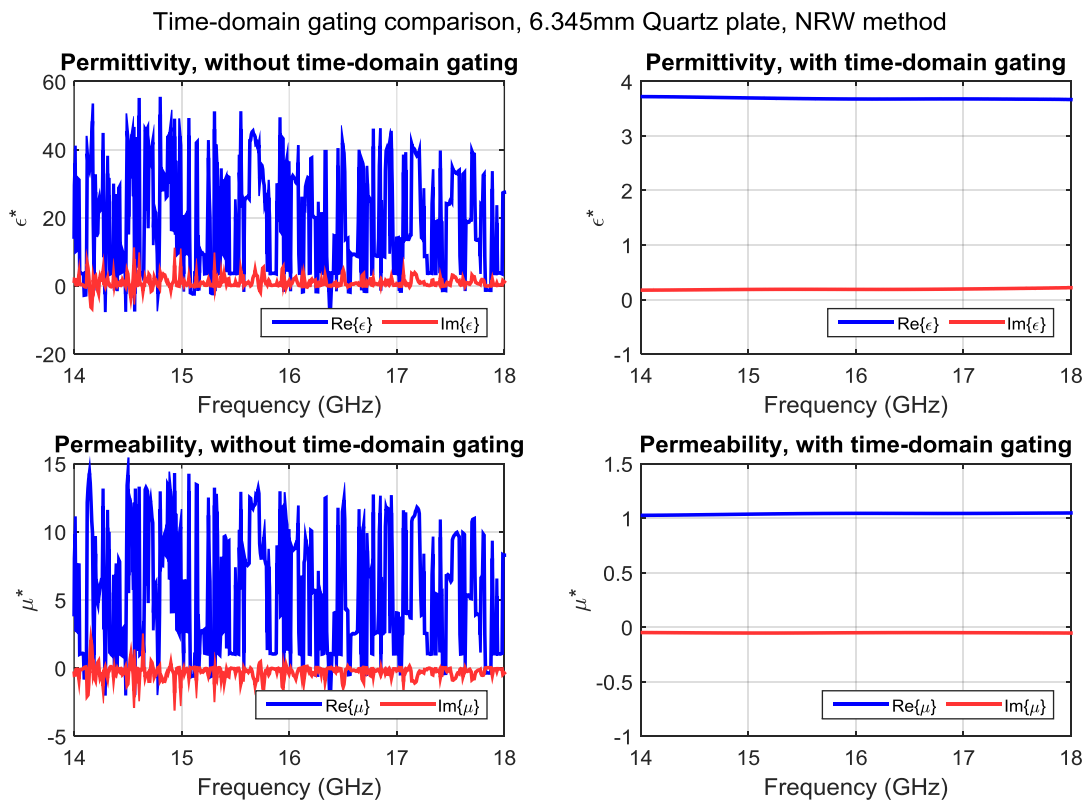 Time-domain gating comparison, 6.345mm Quartz plate, NRW method
Permittivity, without time-domain gating
60
40
20
0
-20
ϵ*
14
15
16
17
18
Frequency (GHz)
Re{ϵ}
Im{ϵ}
Permittivity, with time-domain gating
4
3
2
1
0
-1
ϵ*
14
15
16
17
18
Frequency (GHz)
Re{ϵ}
Im{ϵ}
Permeability, without time-domain gating
15
10
5
0
-5
μ*
14
15
16
17
18
Frequency (GHz)
Re{μ}
Im{μ}
Permeability, with time-domain gating
1.5
1
0.5
0
-0.5
-1
μ*
14
15
16
17
18
Frequency (GHz)
Re{μ}
Im{μ}